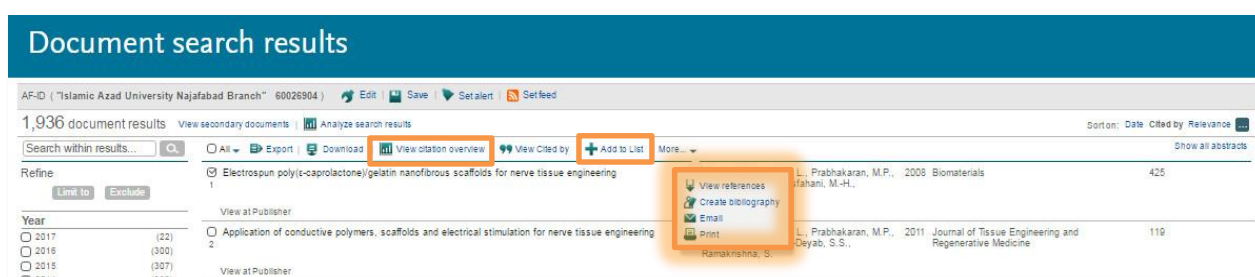 Document search results
AF-ID ( "Islamic Azad University Najafabad Branch" 60026904 ) Edit | Save | Set alert | Set feed
1,936 document results View secondary documents | Analyze search results Sort on: Date Cited by Relevance ...
Search within results... All Export | Download | View citation overview View Cited by Add to List More... Show all abstracts
Refine
Limit to Exclude
Electrospun poly(ε-caprolactone)/gelatin nanofibrous scaffolds for nerve tissue engineering L., Prabhakaran, M.P., 2008 Biomaterials 425
1 View references sfahani, M.-H.,
Create bibliography
View at Publisher Email
Year
2017 (22) Application of conductive polymers, scaffolds and electrical stimulation for nerve tissue engineering Print L., Prabhakaran, M.P., 2011 Journal of Tissue Engineering and 119
2016 (300) 2 -Deyab, S.S., Regenerative Medicine
Ramakrishna, S.
2015 (307) View at Publisher